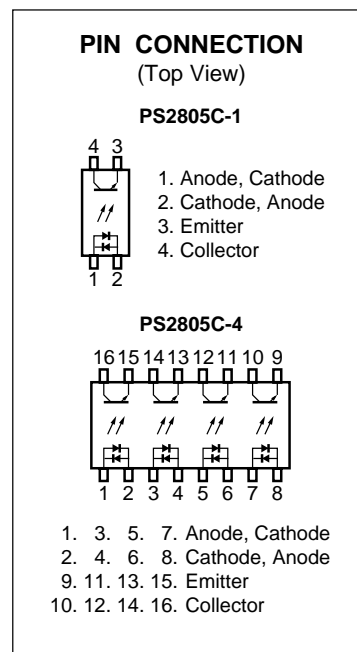 PIN CONNECTION
(Top View)
PS2805C-1
4 3
1. Anode, Cathode
2. Cathode, Anode
3. Emitter
4. Collector
1 2
PS2805C-4
16 15 14 13 12 11 10 9
1 2 3 4 5 6 7 8
1. 3. 5. 7. Anode, Cathode
2. 4. 6. 8. Cathode, Anode
9. 11. 13. 15. Emitter
10. 12. 14. 16. Collector